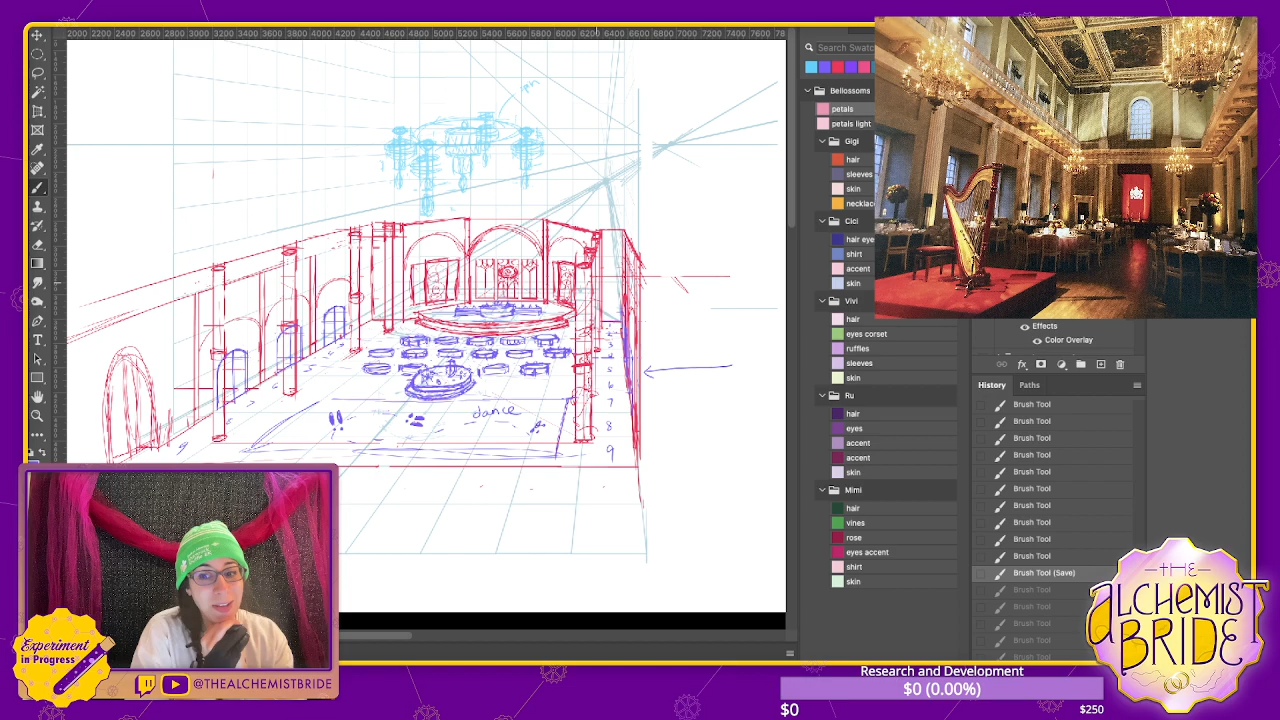 2000 2200 2400 2600 2800 3000 3200 3400 3600 3800 4000 4200 4400 4600 4800 5000 5200 5400 5600 5800 6000 6200 6400 6600 6800 7000 7200 7400 7600
Search Swatc
Bellossoms
petals
petals light
Gigi
hair
sleeves
skin
necklace
Cici
hair eye
shirt
accent
skin
Vivi
hair
eyes corset
ruffles
sleeves
skin
Ru
hair
eyes
accent
accent
skin
Mimi
hair
vines
rose
eyes accent
shirt
skin
Effects
Color Overlay
fx
History
Paths
Brush Tool
Brush Tool
Brush Tool
Brush Tool
Brush Tool
Brush Tool
Brush Tool
Brush Tool
Brush Tool
Brush Tool
Brush Tool (Save)
Brush Tool
Brush Tool
Brush Tool
Brush Tool
Brush Tool
dance
5
6
7
8
9
Experiment
in Progress
@THEALCHEMISTBRIDE
THE
ALCHEMIST
BRIDE
Research and Development
$0 (0.00%)
$0
$250